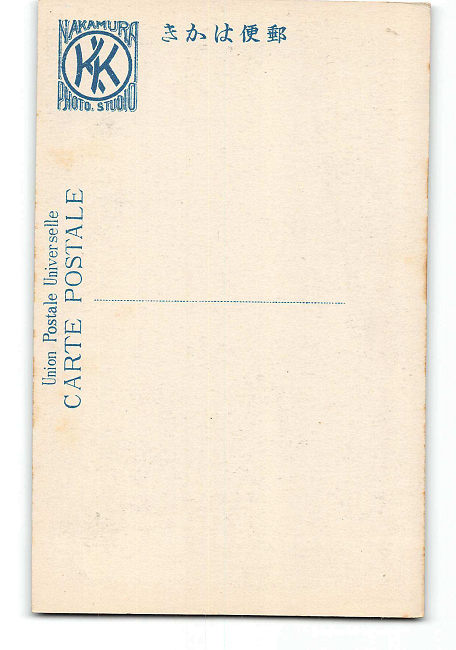 NAKAMURA
KK
PHOTO. STUDIO
郵便はかき
Union Postale Universelle
CARTE POSTALE